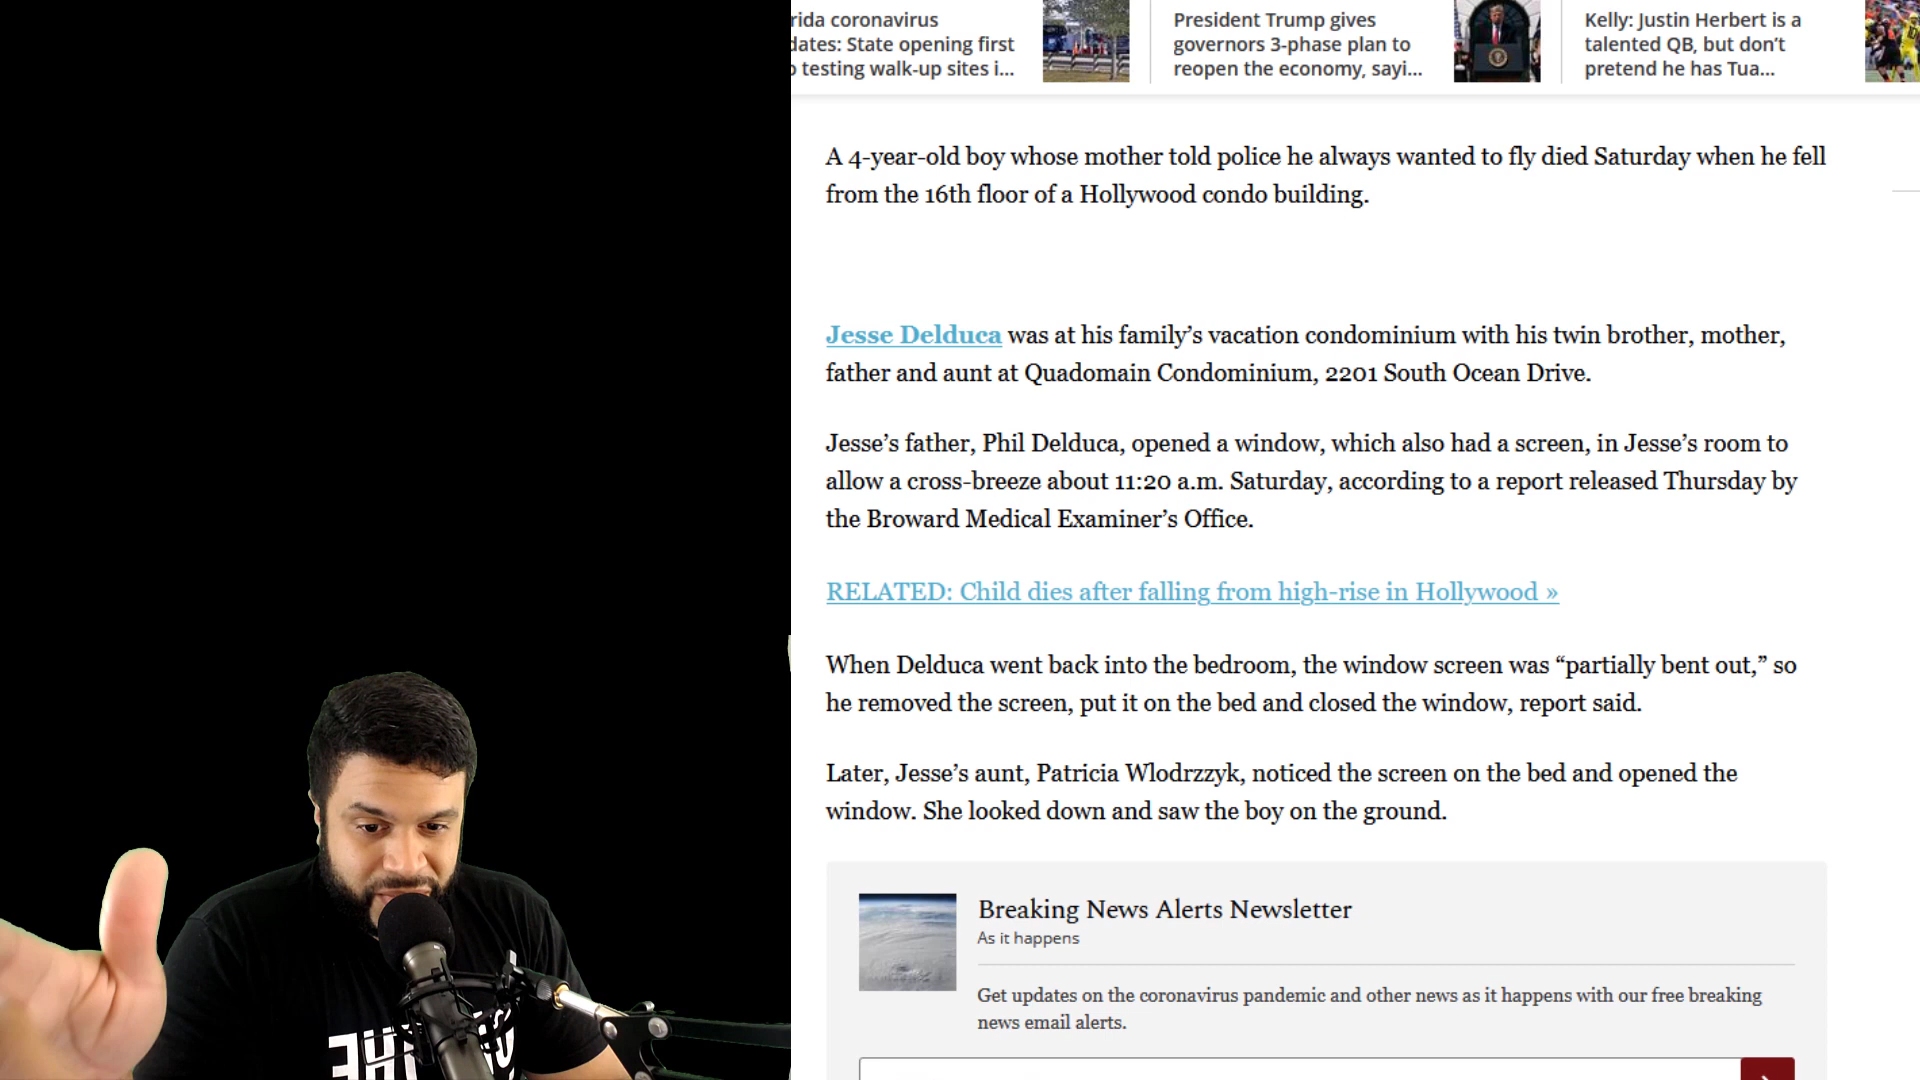 rida coronavirus
dates: State opening first
o testing walk-up sites i...
President Trump gives
governors 3-phase plan to
reopen the economy, sayi...
Kelly: Justin Herbert is a
talented QB, but don't
pretend he has Tua...
A 4-year-old boy whose mother told police he always wanted to fly died Saturday when he fell
from the 16th floor of a Hollywood condo building.
Jesse Delduca was at his family's vacation condominium with his twin brother, mother,
father and aunt at Quadomain Condominium, 2201 South Ocean Drive.
Jesse's father, Phil Delduca, opened a window, which also had a screen, in Jesse's room to
allow a cross-breeze about 11:20 a.m. Saturday, according to a report released Thursday by
the Broward Medical Examiner's Office.
RELATED: Child dies after falling from high-rise in Hollywood »
When Delduca went back into the bedroom, the window screen was “partially bent out,” so
he removed the screen, put it on the bed and closed the window, report said.
Later, Jesse's aunt, Patricia Wlodrzzyk, noticed the screen on the bed and opened the
window. She looked down and saw the boy on the ground.
Breaking News Alerts Newsletter
As it happens
Get updates on the coronavirus pandemic and other news as it happens with our free breaking
news email alerts.